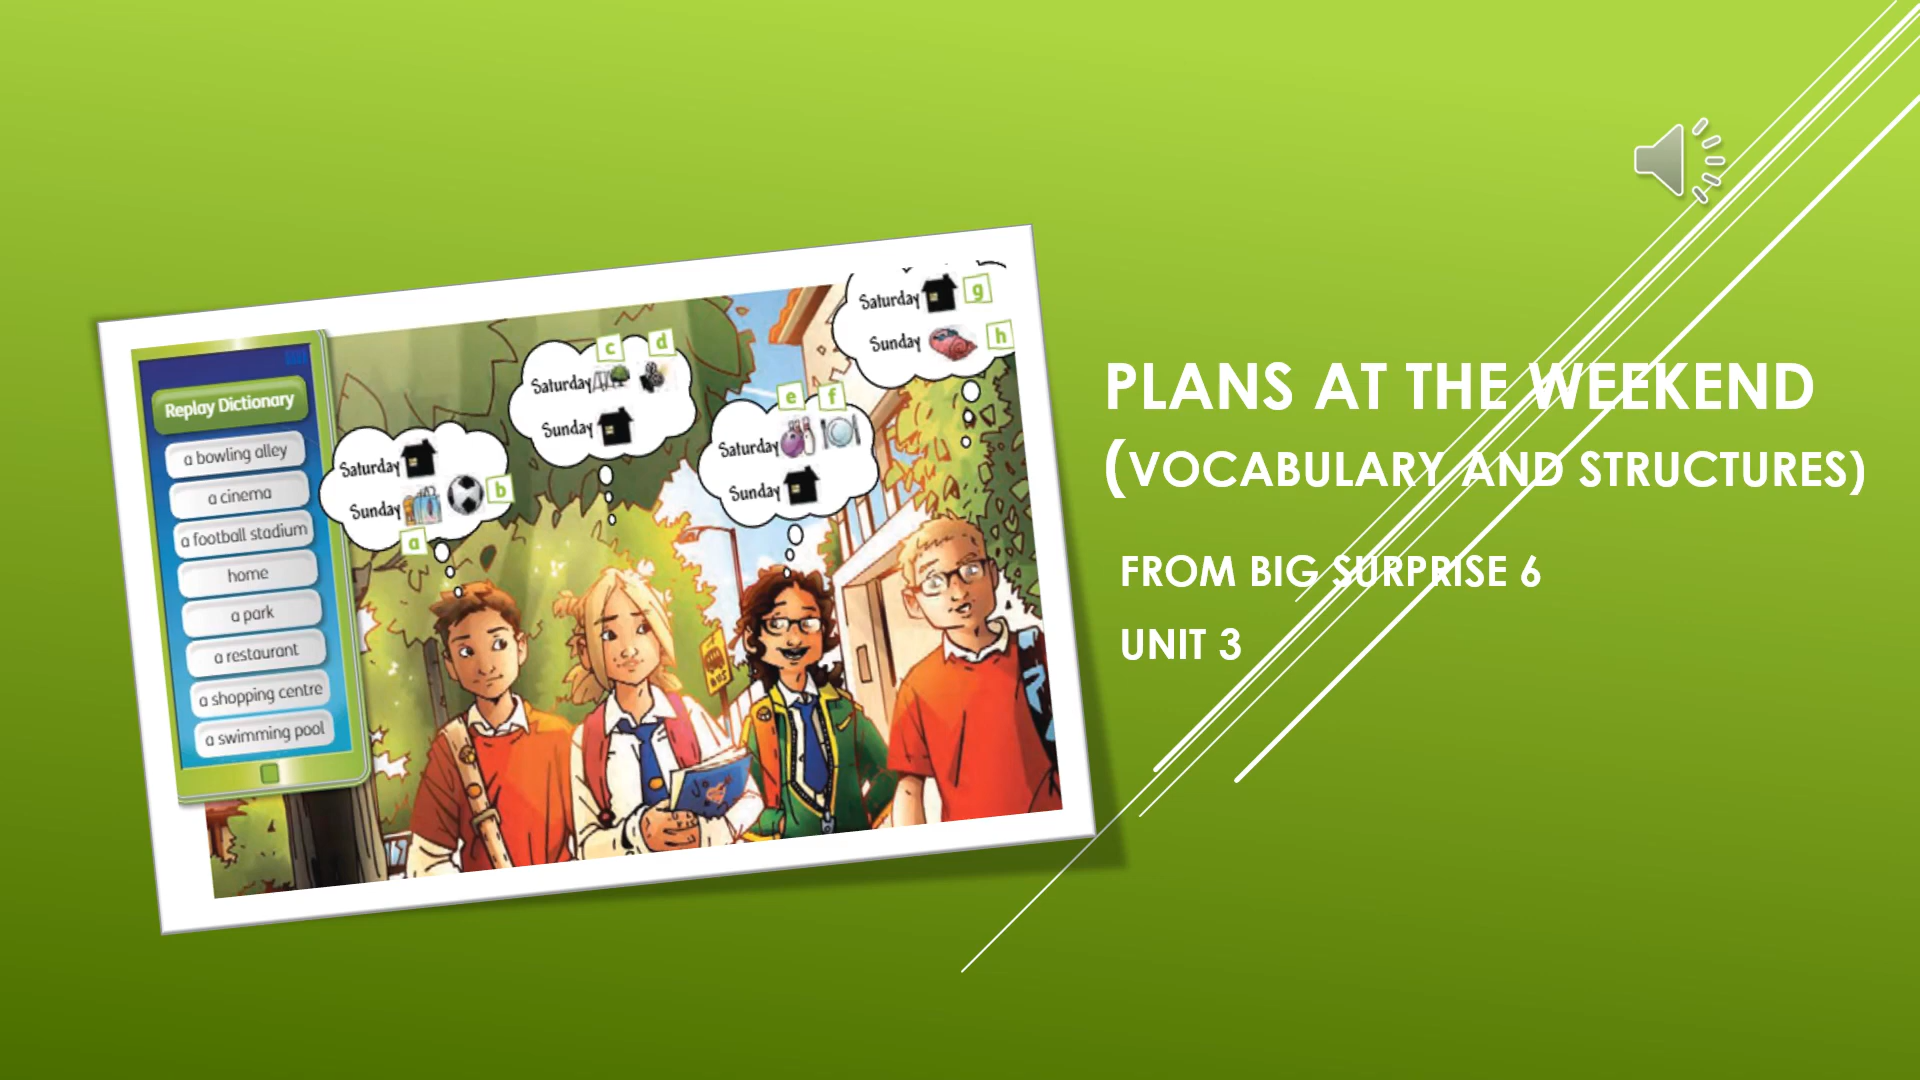 PLANS AT THE WEEKEND
(VOCABULARY AND STRUCTURES)
FROM BIG SURPRISE 6
UNIT 3
Replay Dictionary
a bowling alley
a cinema
a football stadium
home
a park
a restaurant
a shopping centre
a swimming pool
Saturday
Sunday
a
b
c
d
Saturday
Sunday
e
f
Saturday
Sunday
Saturday
g
Sunday
h
BUS